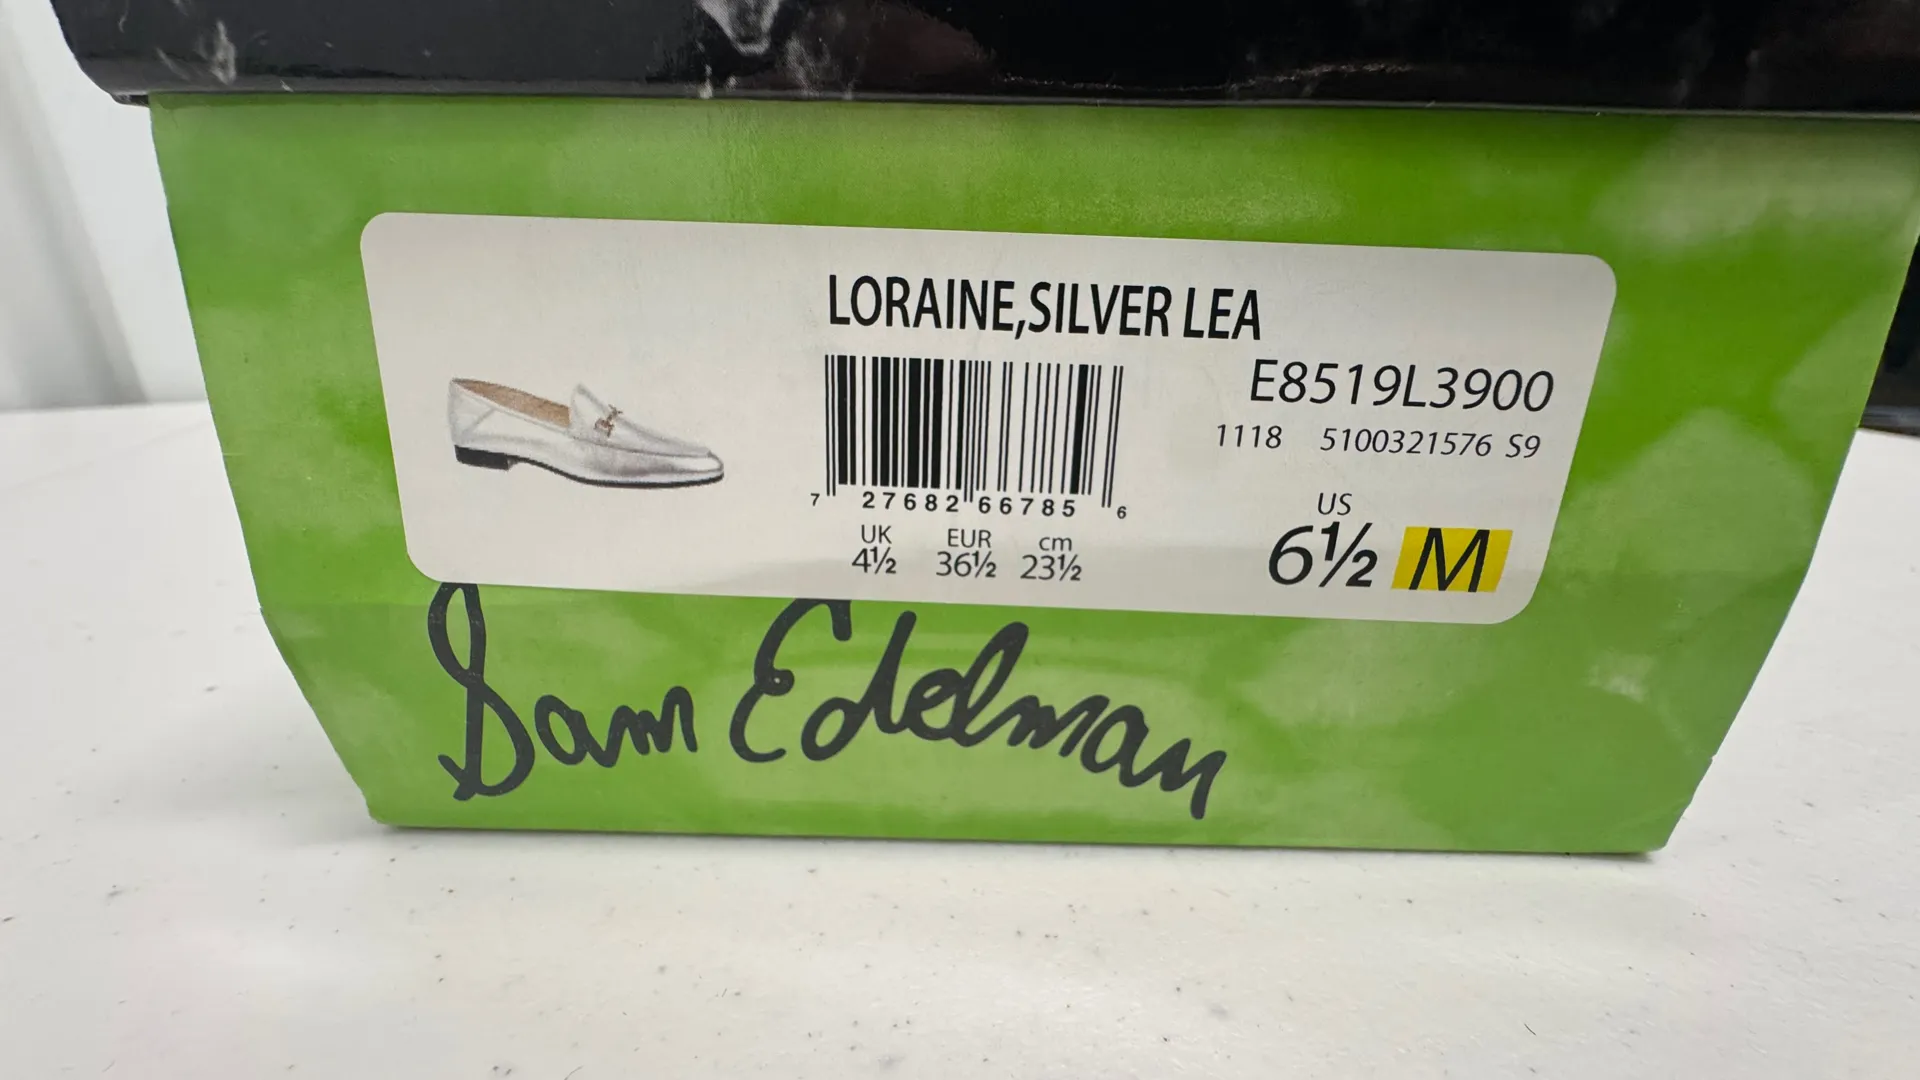 LORAINE,SILVER LEA
E8519L3900
1118 5100321576 S9
7 27682 66785 6
UK EUR cm
4½ 36½ 23½
US
6½ M
Sam Edelman